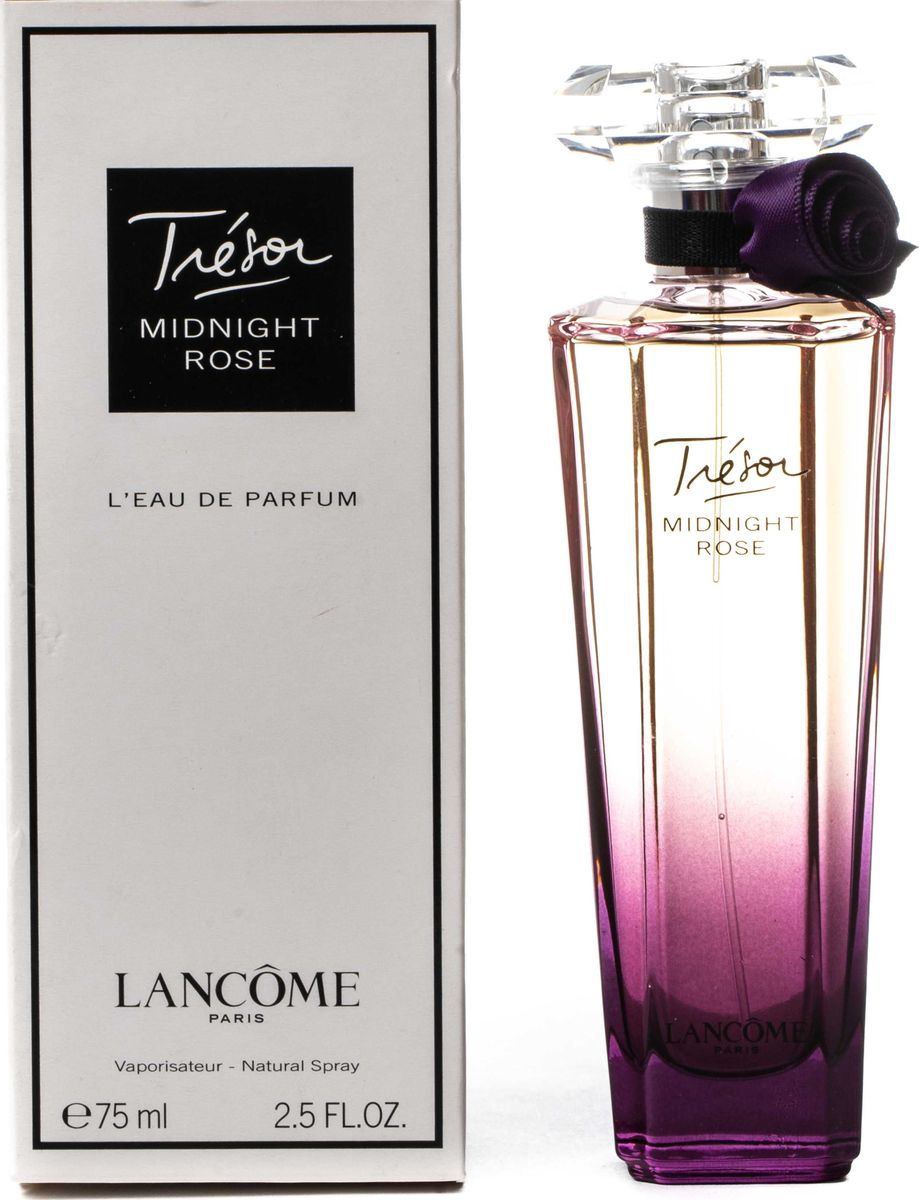 Trésor
MIDNIGHT
ROSE
L'EAU DE PARFUM
LANCÔME
PARIS
Vaporisateur - Natural Spray
℮75 ml 2.5 FL.OZ.
Trésor
MIDNIGHT
ROSE
LANCÔME
PARIS